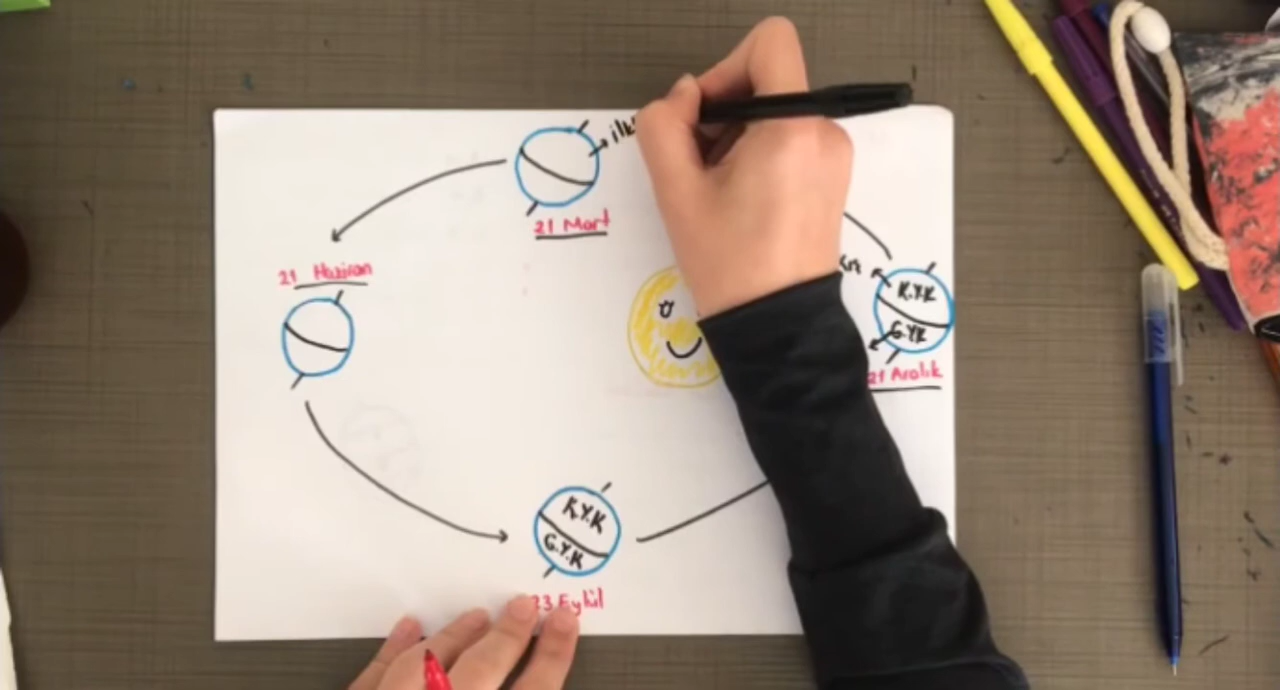 21 Mart
21 Haziran
K.Y.K
G.Y.K
21 Aralık
K.Y.K
G.Y.K
23 Eylül